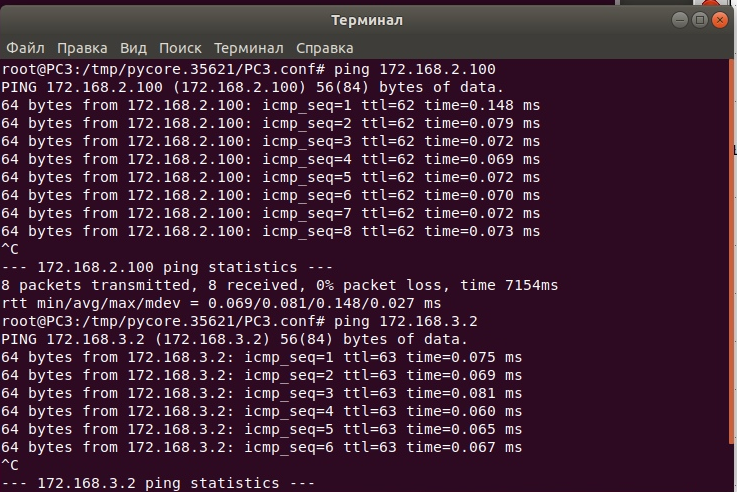 Терминал
Файл Правка Вид Поиск Терминал Справка
root@PC3:/tmp/pycore.35621/PC3.conf# ping 172.168.2.100
PING 172.168.2.100 (172.168.2.100) 56(84) bytes of data.
64 bytes from 172.168.2.100: icmp_seq=1 ttl=62 time=0.148 ms
64 bytes from 172.168.2.100: icmp_seq=2 ttl=62 time=0.079 ms
64 bytes from 172.168.2.100: icmp_seq=3 ttl=62 time=0.072 ms
64 bytes from 172.168.2.100: icmp_seq=4 ttl=62 time=0.069 ms
64 bytes from 172.168.2.100: icmp_seq=5 ttl=62 time=0.072 ms
64 bytes from 172.168.2.100: icmp_seq=6 ttl=62 time=0.070 ms
64 bytes from 172.168.2.100: icmp_seq=7 ttl=62 time=0.072 ms
64 bytes from 172.168.2.100: icmp_seq=8 ttl=62 time=0.073 ms
^C
--- 172.168.2.100 ping statistics ---
8 packets transmitted, 8 received, 0% packet loss, time 7154ms
rtt min/avg/max/mdev = 0.069/0.081/0.148/0.027 ms
root@PC3:/tmp/pycore.35621/PC3.conf# ping 172.168.3.2
PING 172.168.3.2 (172.168.3.2) 56(84) bytes of data.
64 bytes from 172.168.3.2: icmp_seq=1 ttl=63 time=0.075 ms
64 bytes from 172.168.3.2: icmp_seq=2 ttl=63 time=0.069 ms
64 bytes from 172.168.3.2: icmp_seq=3 ttl=63 time=0.081 ms
64 bytes from 172.168.3.2: icmp_seq=4 ttl=63 time=0.060 ms
64 bytes from 172.168.3.2: icmp_seq=5 ttl=63 time=0.065 ms
64 bytes from 172.168.3.2: icmp_seq=6 ttl=63 time=0.067 ms
^C
--- 172.168.3.2 ping statistics ---